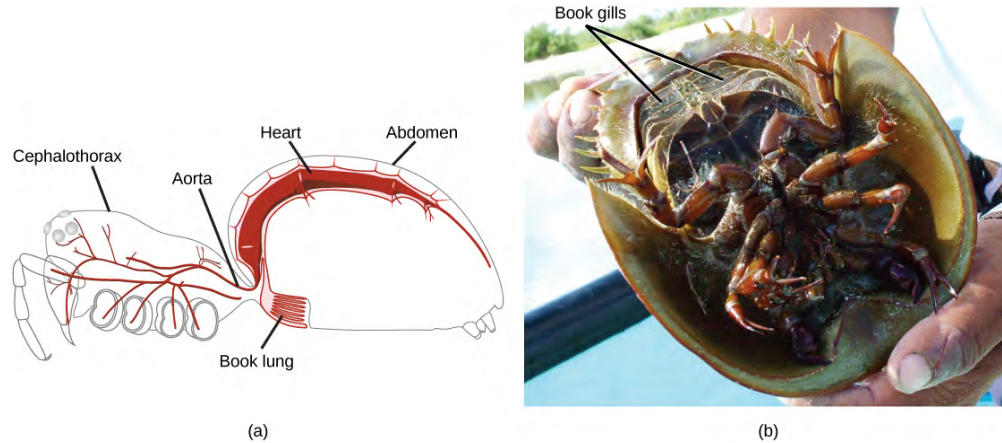 Book gills
Heart
Abdomen
Cephalothorax
Aorta
Book lung
(a)
(b)